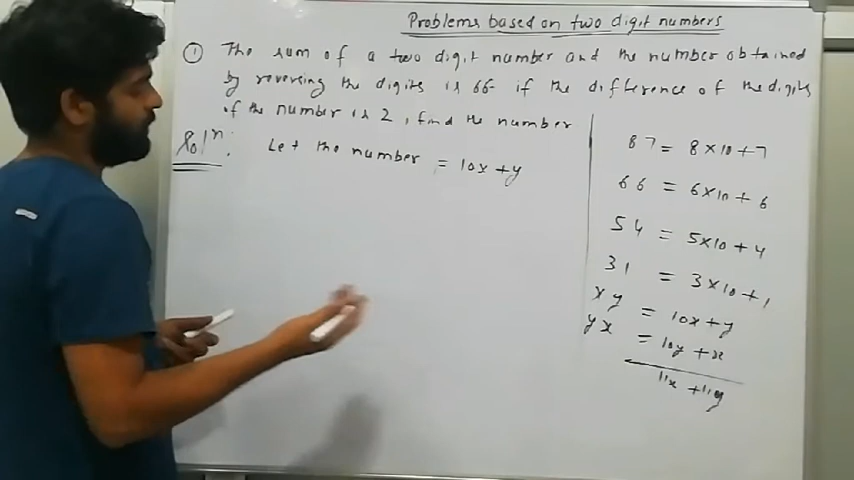 Problems based on two digit numbers
① The sum of a two digit number and the number obtained
by reversing the digits is 66. if the difference of the digits
of the number is 2, find the number
Solⁿ: Let the number = 10x + y
87 = 8×10 + 7
66 = 6×10 + 6
54 = 5×10 + 4
31 = 3×10 + 1
xy = 10x + y
yx = 10y + x
11x + 11y